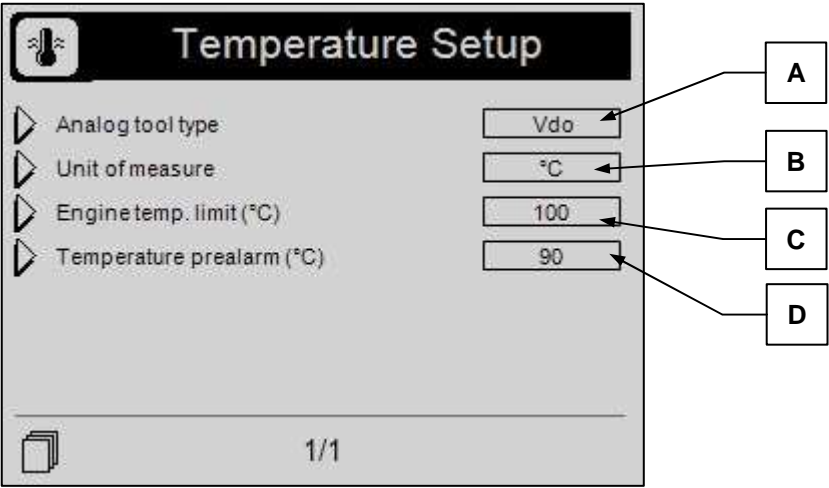 Temperature Setup
A
Analog tool type Vdo
Unit of measure °C
B
Engine temp. limit (°C) 100
C
Temperature prealarm (°C) 90
D
1/1